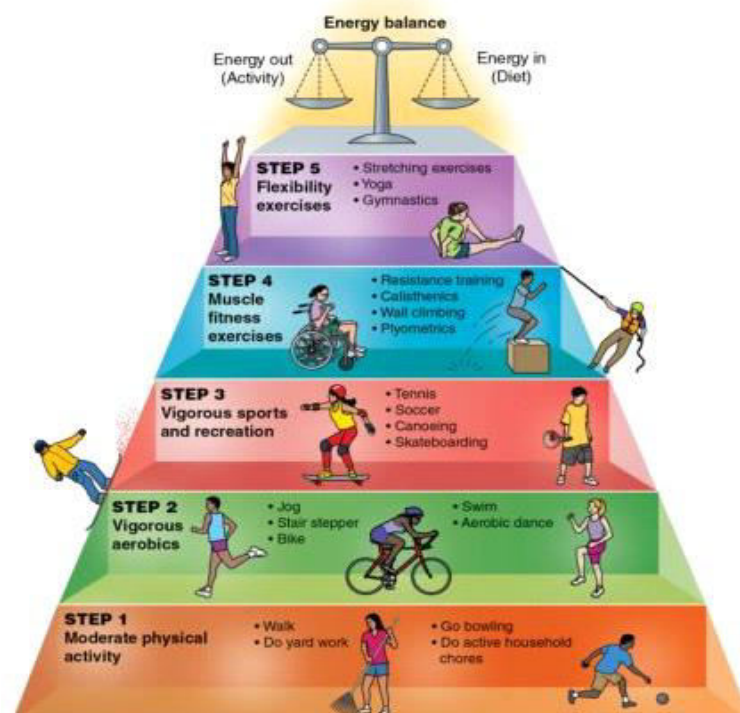 Energy balance
Energy out
(Activity)
Energy in
(Diet)
STEP 5
Flexibility
exercises
• Stretching exercises
• Yoga
• Gymnastics
STEP 4
Muscle
fitness
exercises
• Resistance training
• Calisthenics
• Wall climbing
• Plyometrics
STEP 3
Vigorous sports
and recreation
• Tennis
• Soccer
• Canoeing
• Skateboarding
STEP 2
Vigorous
aerobics
• Jog
• Stair stepper
• Bike
• Swim
• Aerobic dance
STEP 1
Moderate physical
activity
• Walk
• Do yard work
• Go bowling
• Do active household
chores